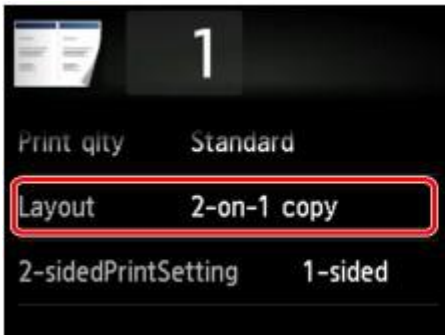 1
Print qlty Standard
Layout 2-on-1 copy
2-sidedPrintSetting 1-sided